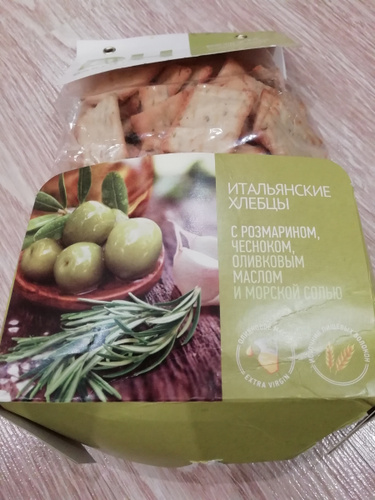 ИТАЛЬЯНСКИЕ
ХЛЕБЦЫ
С РОЗМАРИНОМ,
ЧЕСНОКОМ,
ОЛИВКОВЫМ
МАСЛОМ
И МОРСКОЙ СОЛЬЮ
EXTRA VIRGIN